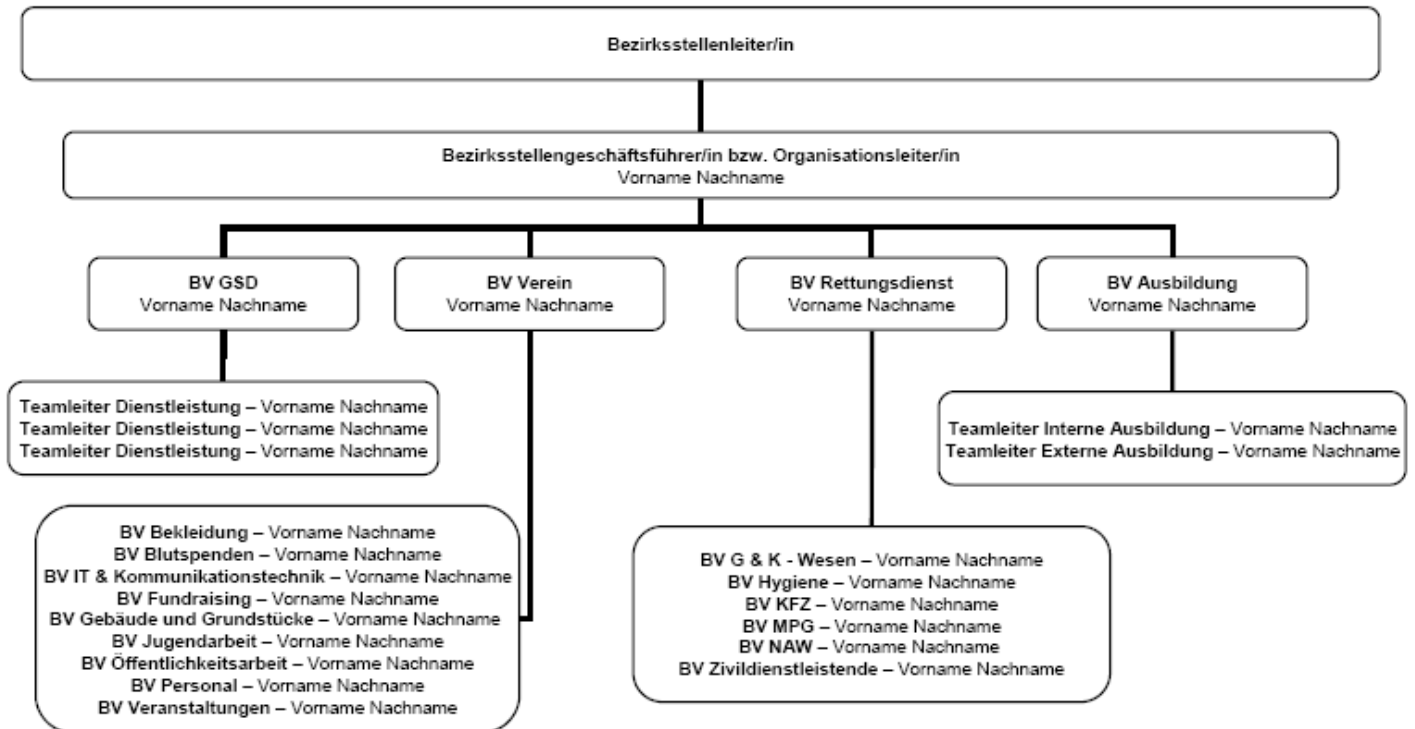 Bezirksstellenleiter/in
Bezirksstellengeschäftsführer/in bzw. Organisationsleiter/in
Vorname Nachname
BV GSD
Vorname Nachname
BV Verein
Vorname Nachname
BV Rettungsdienst
Vorname Nachname
BV Ausbildung
Vorname Nachname
Teamleiter Dienstleistung – Vorname Nachname
Teamleiter Dienstleistung – Vorname Nachname
Teamleiter Dienstleistung – Vorname Nachname
Teamleiter Interne Ausbildung – Vorname Nachname
Teamleiter Externe Ausbildung – Vorname Nachname
BV Bekleidung – Vorname Nachname
BV Blutspenden – Vorname Nachname
BV IT & Kommunikationstechnik – Vorname Nachname
BV Fundraising – Vorname Nachname
BV Gebäude und Grundstücke – Vorname Nachname
BV Jugendarbeit – Vorname Nachname
BV Öffentlichkeitsarbeit – Vorname Nachname
BV Personal – Vorname Nachname
BV Veranstaltungen – Vorname Nachname
BV G & K - Wesen – Vorname Nachname
BV Hygiene – Vorname Nachname
BV KFZ – Vorname Nachname
BV MPG – Vorname Nachname
BV NAW – Vorname Nachname
BV Zivildienstleistende – Vorname Nachname